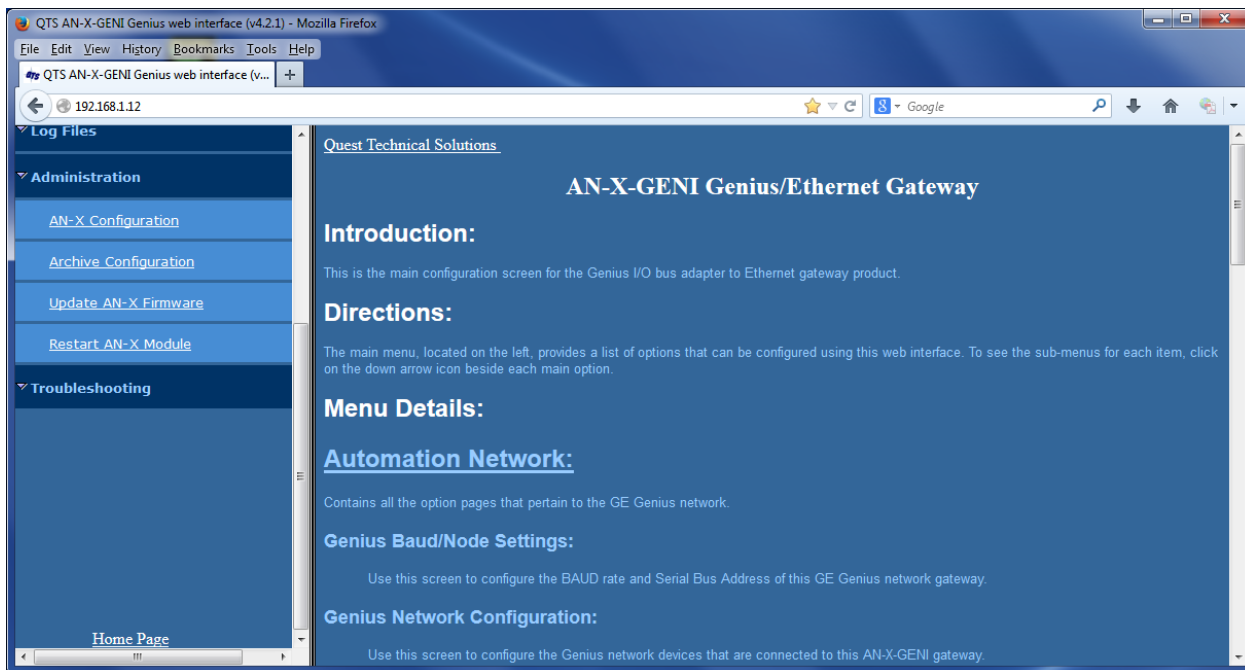 QTS AN-X-GENI Genius web interface (v4.2.1) - Mozilla Firefox
File Edit View History Bookmarks Tools Help
QTS AN-X-GENI Genius web interface (v...
192.168.1.12
Google
Log Files
Administration
AN-X Configuration
Archive Configuration
Update AN-X Firmware
Restart AN-X Module
Troubleshooting
Home Page
Quest Technical Solutions
AN-X-GENI Genius/Ethernet Gateway
Introduction:
This is the main configuration screen for the Genius I/O bus adapter to Ethernet gateway product.
Directions:
The main menu, located on the left, provides a list of options that can be configured using this web interface. To see the sub-menus for each item, click
on the down arrow icon beside each main option.
Menu Details:
Automation Network:
Contains all the option pages that pertain to the GE Genius network.
Genius Baud/Node Settings:
Use this screen to configure the BAUD rate and Serial Bus Address of this GE Genius network gateway.
Genius Network Configuration:
Use this screen to configure the Genius network devices that are connected to this AN-X-GENI gateway.